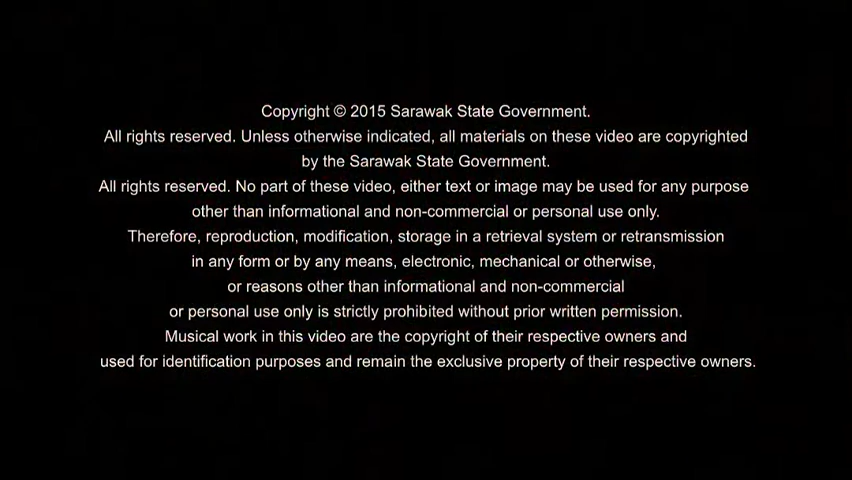 Copyright © 2015 Sarawak State Government.
All rights reserved. Unless otherwise indicated, all materials on these video are copyrighted
by the Sarawak State Government.
All rights reserved. No part of these video, either text or image may be used for any purpose
other than informational and non-commercial or personal use only.
Therefore, reproduction, modification, storage in a retrieval system or retransmission
in any form or by any means, electronic, mechanical or otherwise,
or reasons other than informational and non-commercial
or personal use only is strictly prohibited without prior written permission.
Musical work in this video are the copyright of their respective owners and
used for identification purposes and remain the exclusive property of their respective owners.